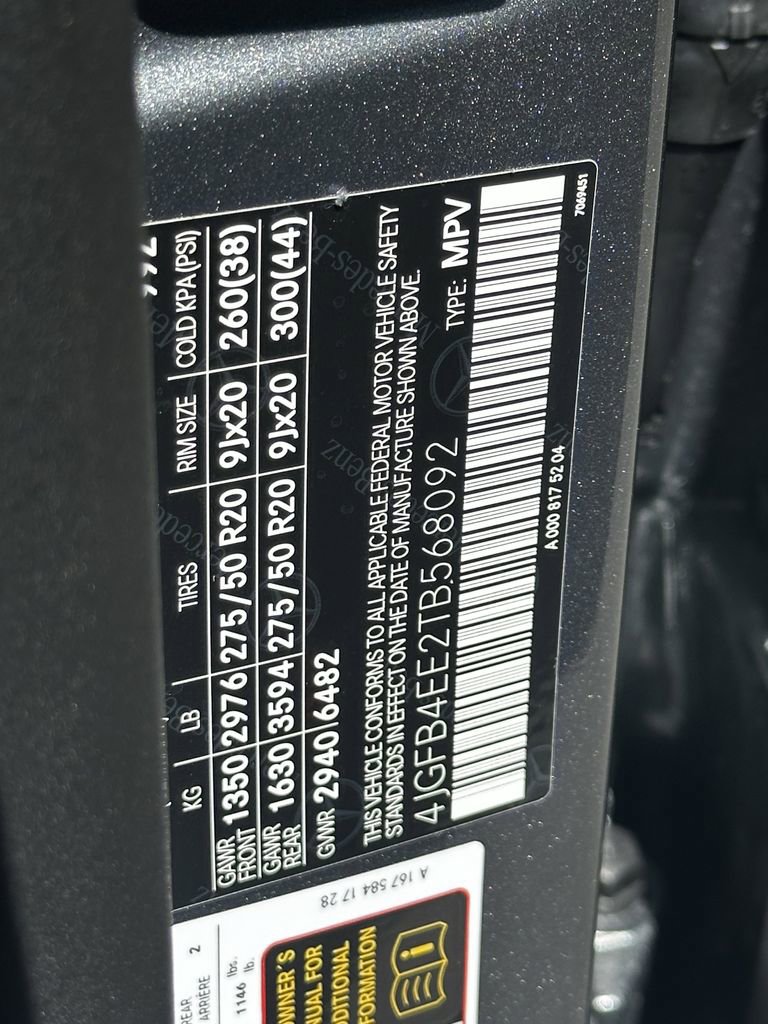 992
KG LB TIRES RIM SIZE COLD KPA(PSI)
GAWR FRONT 1350 2976 275/50 R20 9Jx20 260(38)
GAWR REAR 1630 3594 275/50 R20 9Jx20 300(44)
GVWR 2940 6482
THIS VEHICLE CONFORMS TO ALL APPLICABLE FEDERAL MOTOR VEHICLE SAFETY
STANDARDS IN EFFECT ON THE DATE OF MANUFACTURE SHOWN ABOVE.
4JGFB4EE2TB568092 TYPE: MPV
A 000 817 52 04
7069451
REAR
ARRIÈRE 2
1146 lbs.
lb.
A 167 584 17 28
OWNER'S
NUAL FOR
DDITIONAL
FORMATION